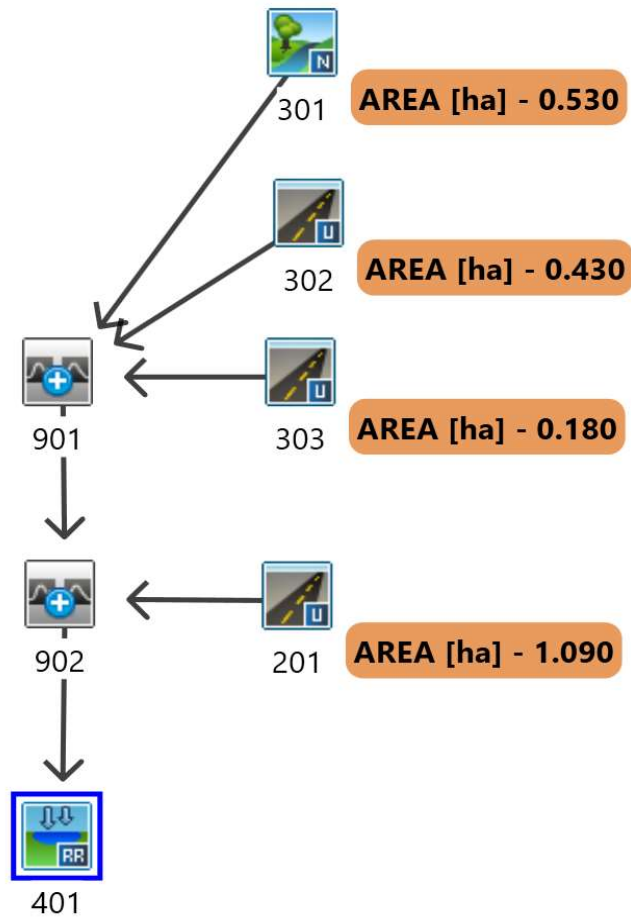 N
301
AREA [ha] - 0.530
U
302
AREA [ha] - 0.430
U
303
AREA [ha] - 0.180
901
U
201
AREA [ha] - 1.090
902
RR
401